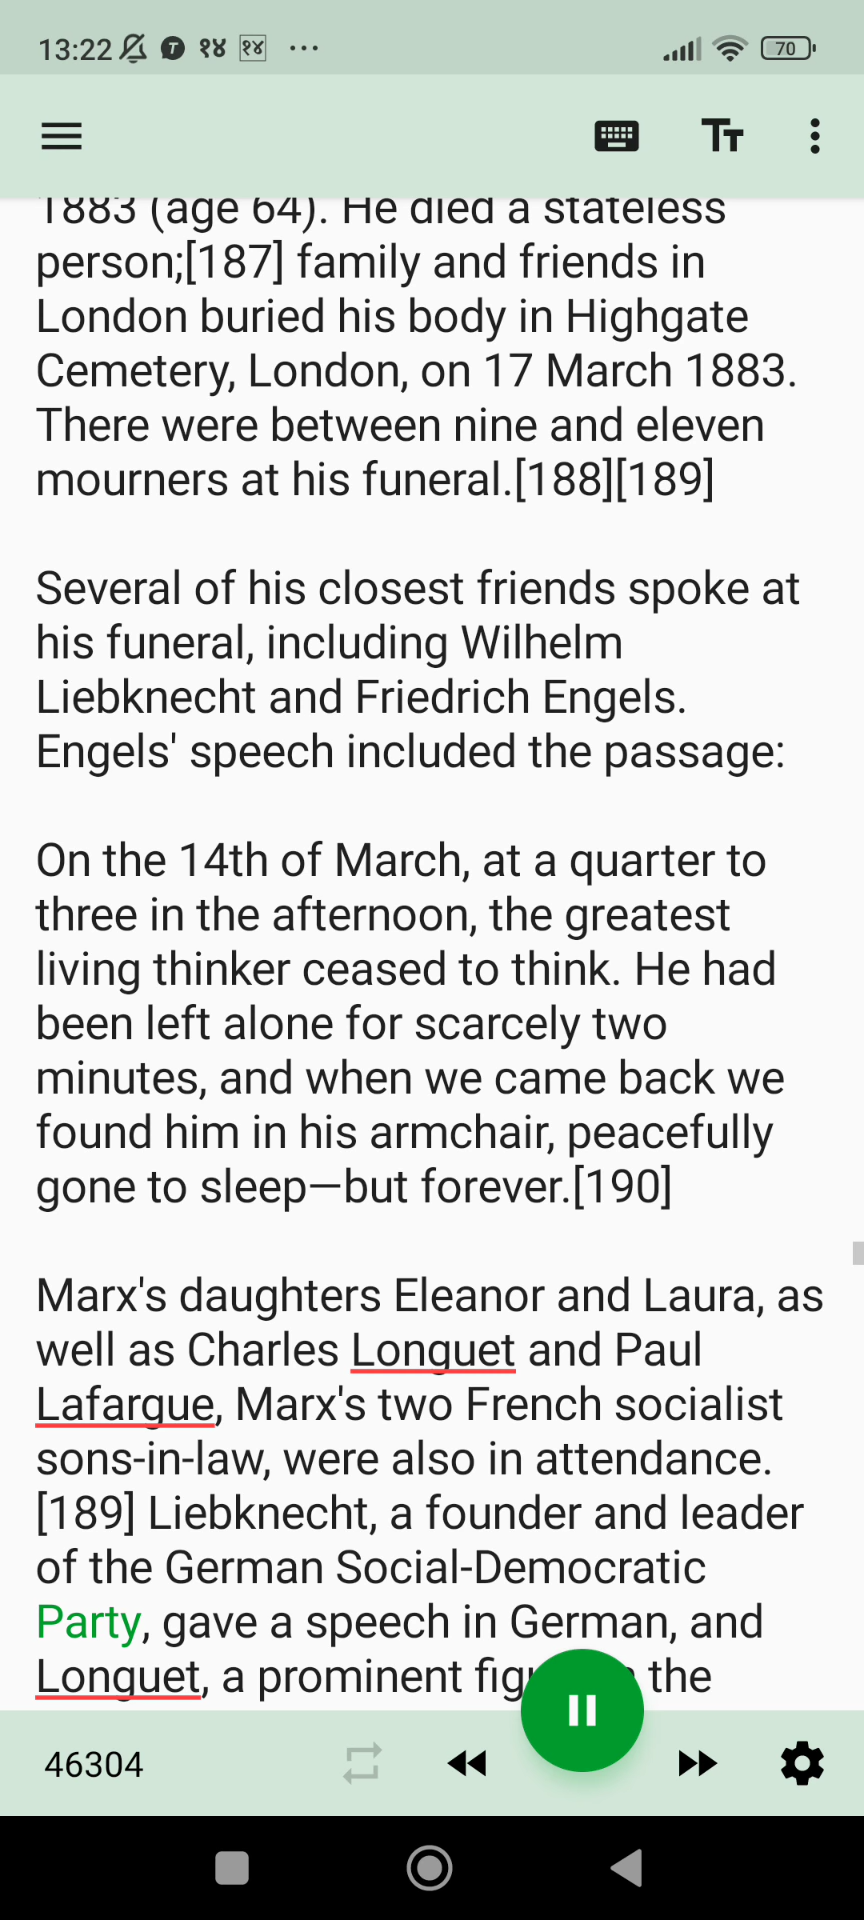 13:22 T १४ १४ ... 70
1883 (age 64). He died a stateless
person;[187] family and friends in
London buried his body in Highgate
Cemetery, London, on 17 March 1883.
There were between nine and eleven
mourners at his funeral.[188][189]
Several of his closest friends spoke at
his funeral, including Wilhelm
Liebknecht and Friedrich Engels.
Engels' speech included the passage:
On the 14th of March, at a quarter to
three in the afternoon, the greatest
living thinker ceased to think. He had
been left alone for scarcely two
minutes, and when we came back we
found him in his armchair, peacefully
gone to sleep—but forever.[190]
Marx's daughters Eleanor and Laura, as
well as Charles Longuet and Paul
Lafargue, Marx's two French socialist
sons-in-law, were also in attendance.
[189] Liebknecht, a founder and leader
of the German Social-Democratic
Party, gave a speech in German, and
Longuet, a prominent the
46304